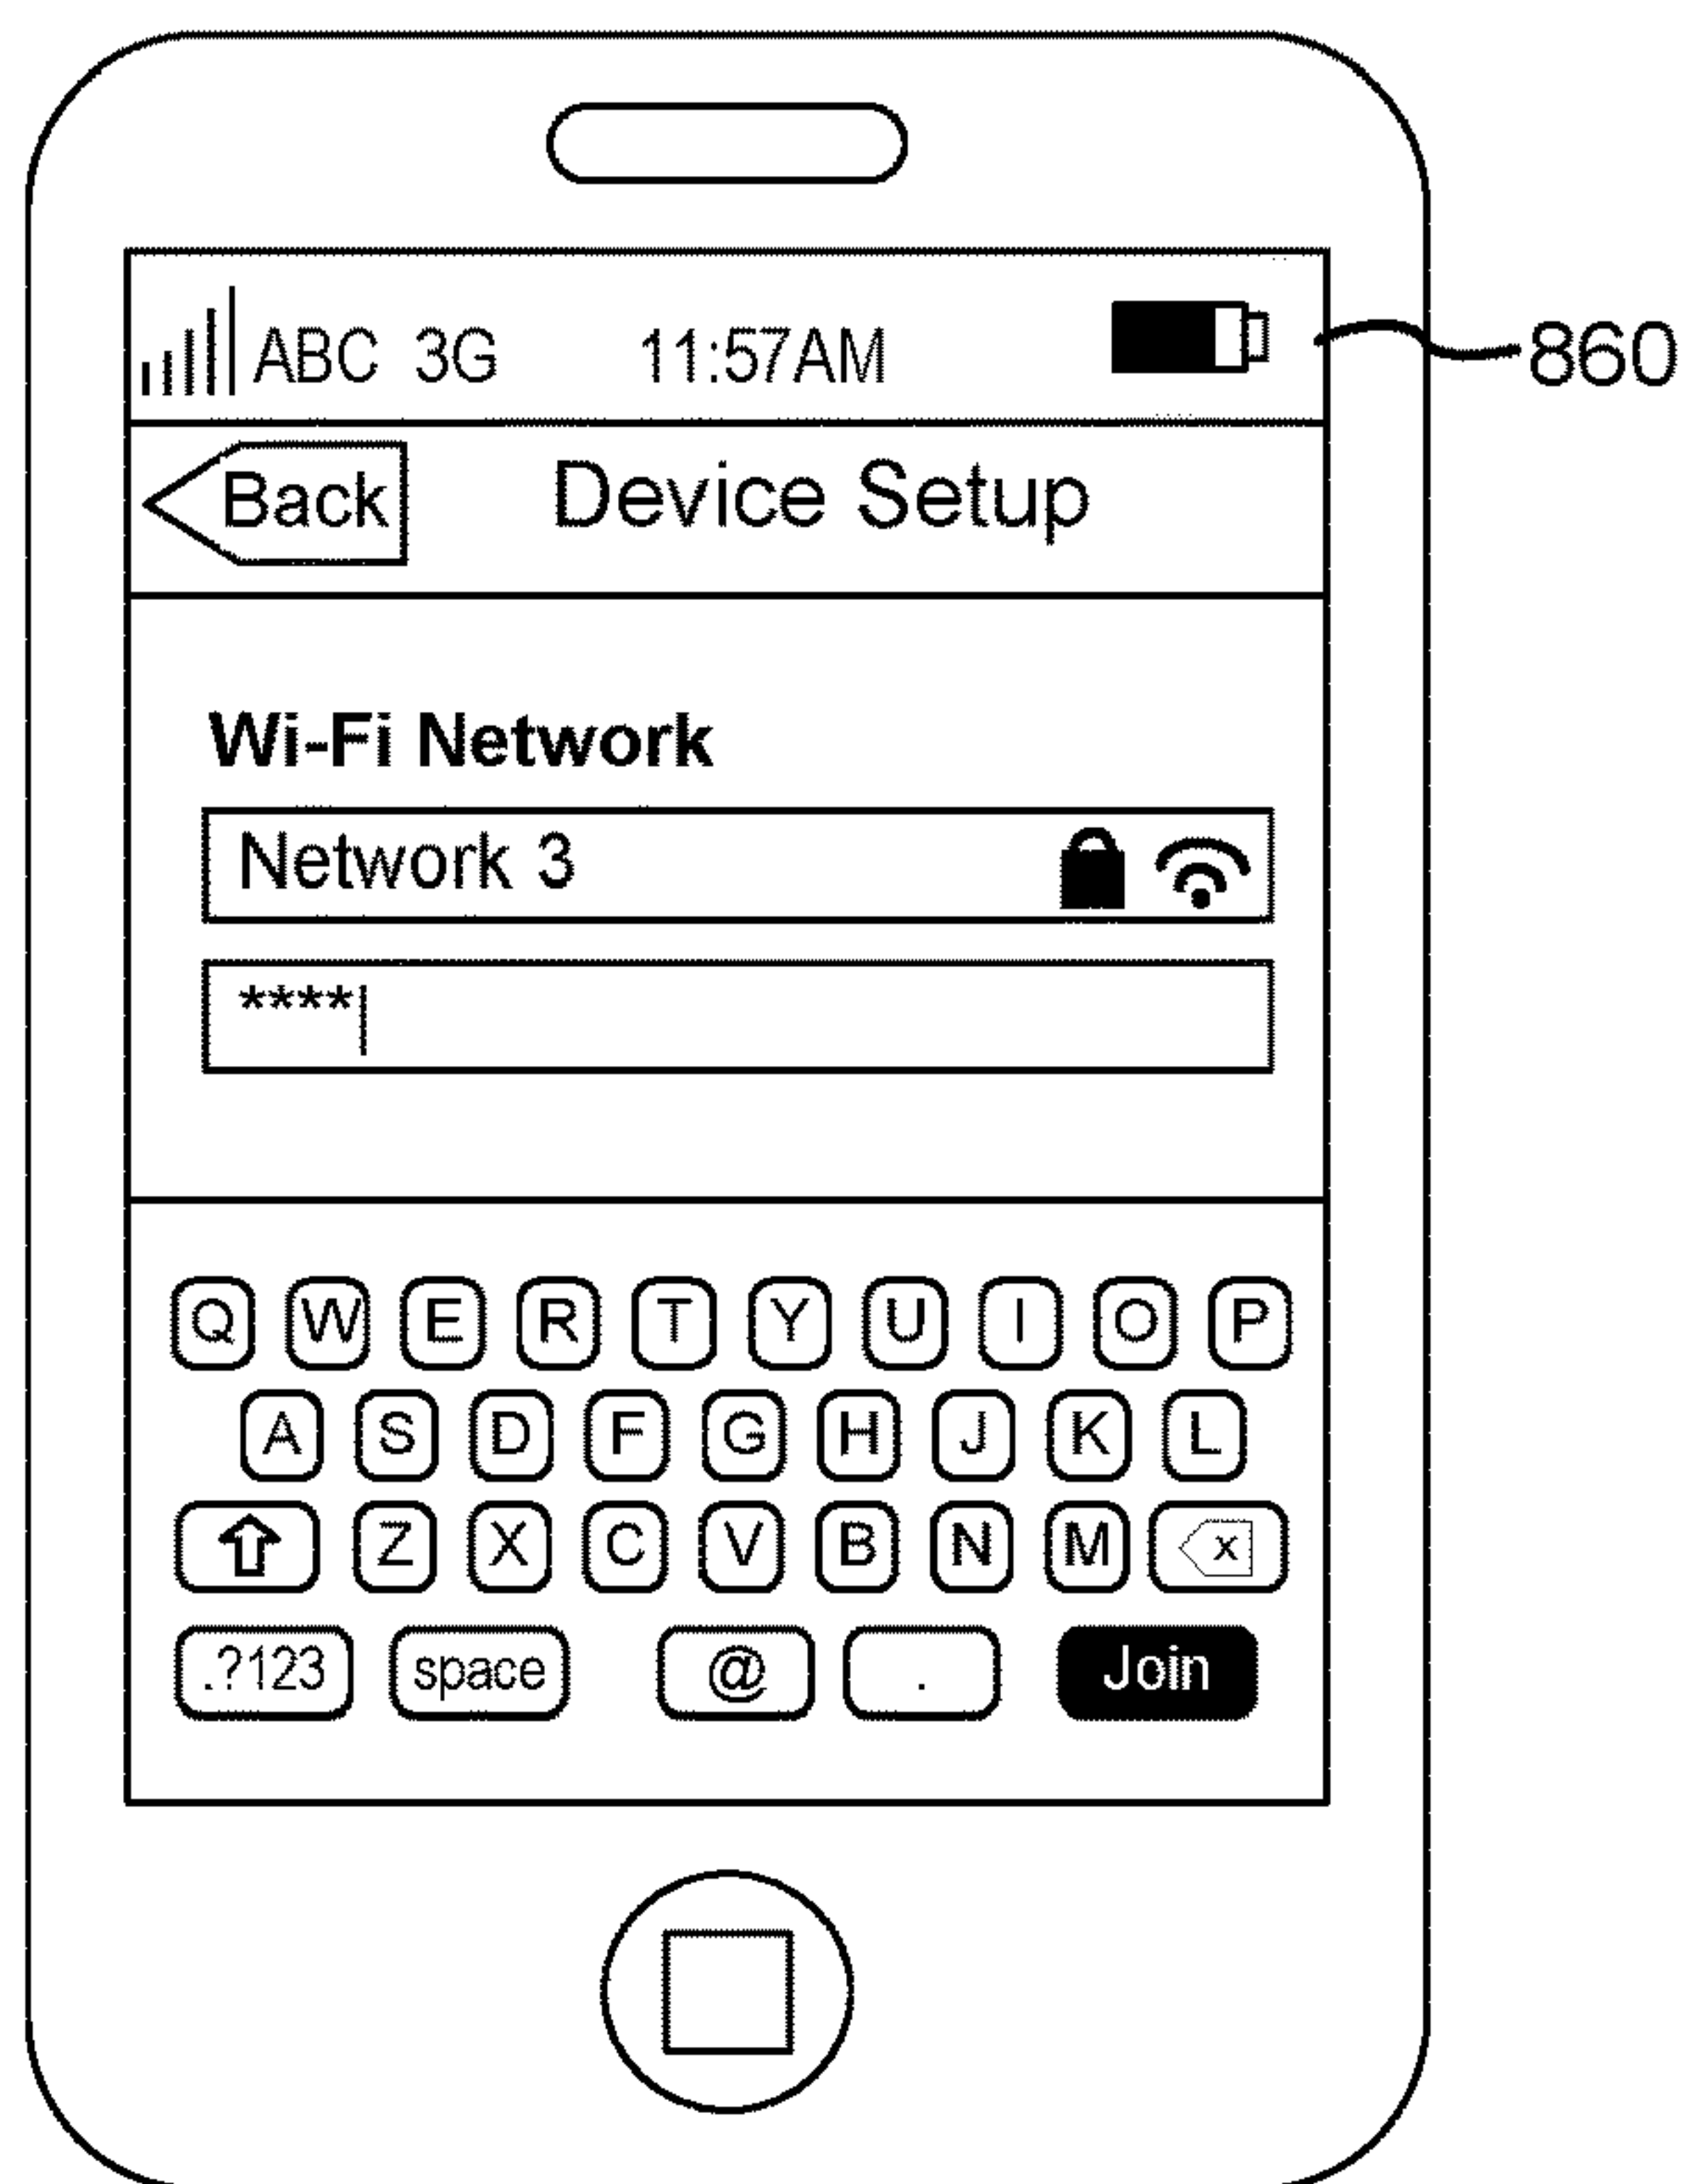 ABC 3G 11:57AM
860
Back Device Setup
Wi-Fi Network
Network 3
****
Q W E R T Y U I O P
A S D F G H J K L
Z X C V B N M x
.?123 space @ . Join